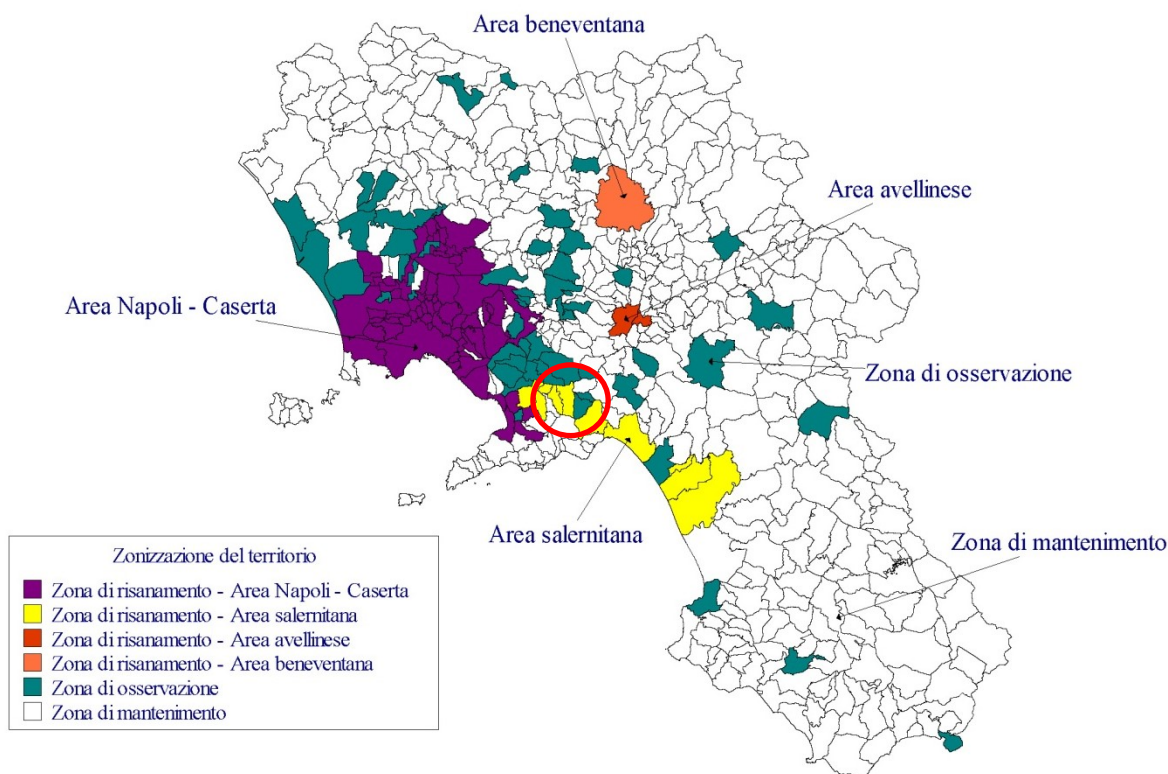 Area beneventana
Area avellinese
Area Napoli - Caserta
Zona di osservazione
Area salernitana
Zona di mantenimento
Zonizzazione del territorio
Zona di risanamento - Area Napoli - Caserta
Zona di risanamento - Area salernitana
Zona di risanamento - Area avellinese
Zona di risanamento - Area beneventana
Zona di osservazione
Zona di mantenimento